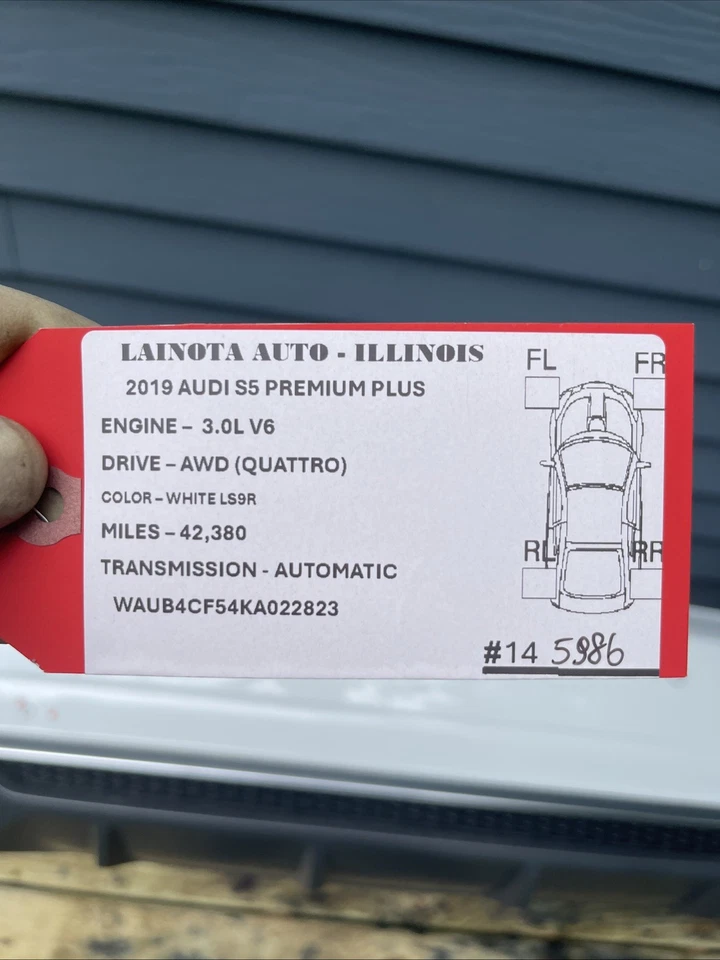 LAINOTA AUTO - ILLINOIS
2019 AUDI S5 PREMIUM PLUS
ENGINE – 3.0L V6
DRIVE – AWD (QUATTRO)
COLOR – WHITE LS9R
MILES – 42,380
TRANSMISSION - AUTOMATIC
WAUB4CF54KA022823
FL FR
RL RR
#14 5986